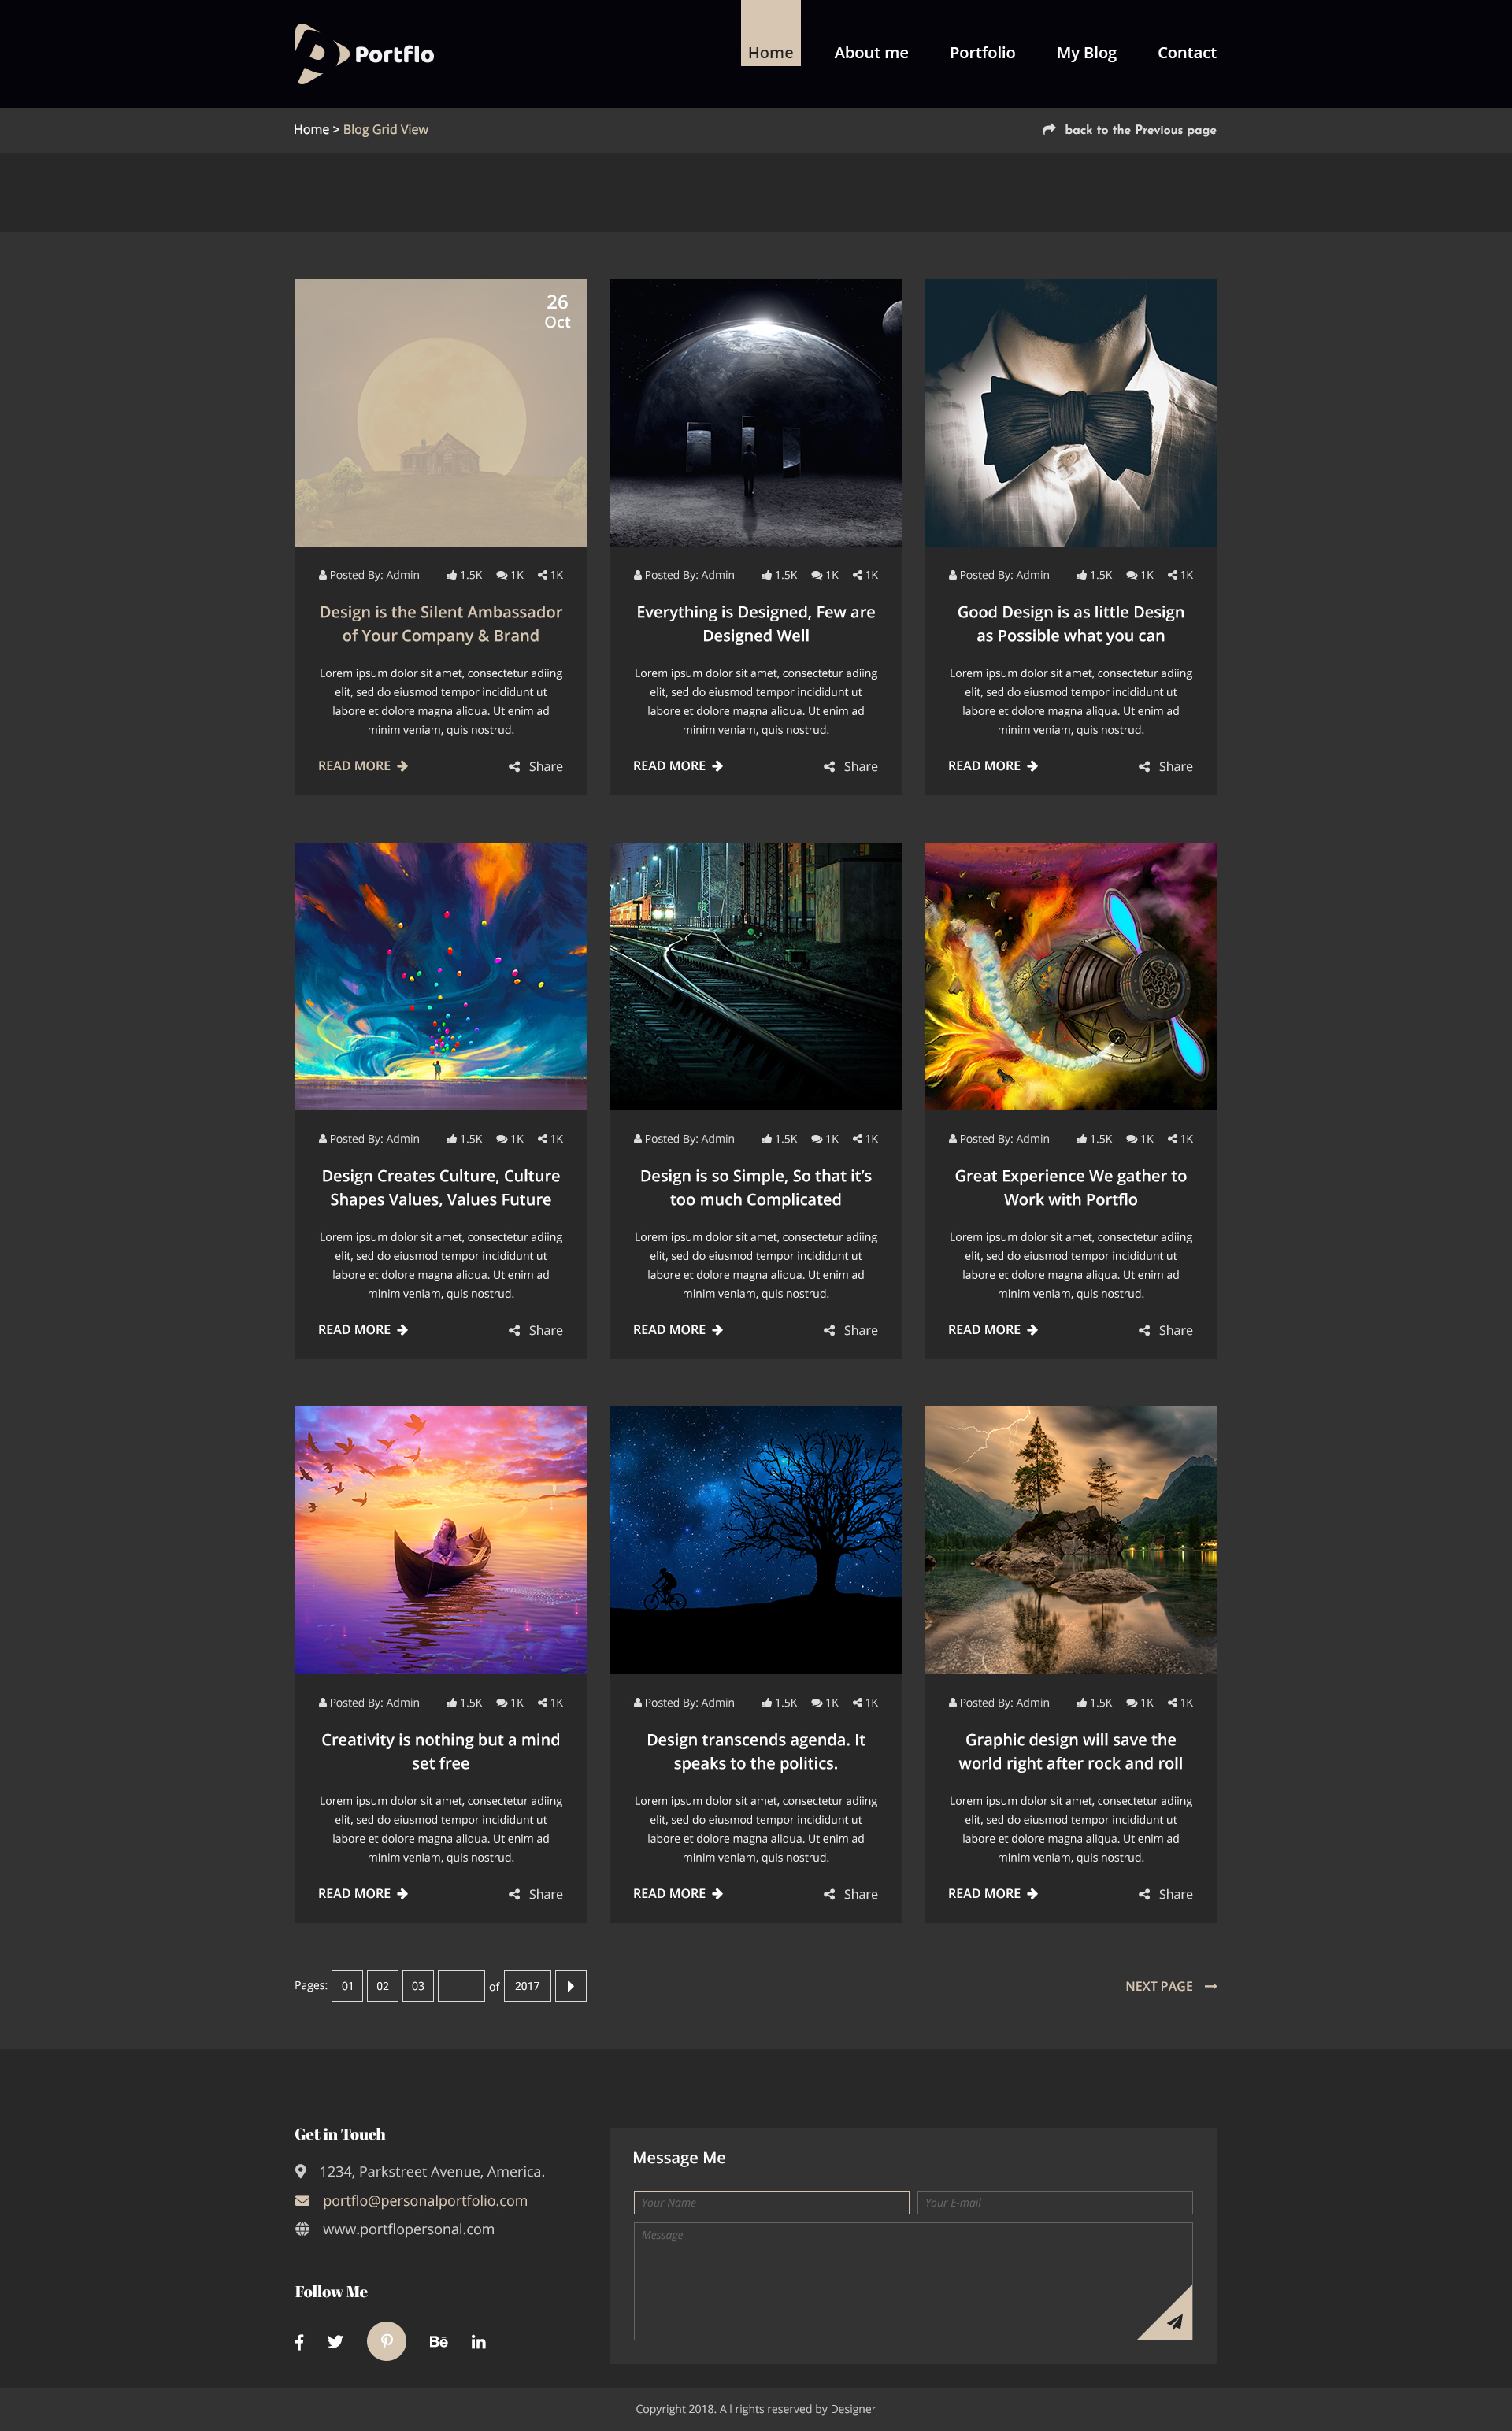 Portflo
Home
About me
Portfolio
My Blog
Contact
Home > Blog Grid View
back to the Previous page
26
Oct
Posted By: Admin 1.5K 1K 1K
Design is the Silent Ambassador
of Your Company & Brand
Lorem ipsum dolor sit amet, consectetur adiing
elit, sed do eiusmod tempor incididunt ut
labore et dolore magna aliqua. Ut enim ad
minim veniam, quis nostrud.
READ MORE Share
Posted By: Admin 1.5K 1K 1K
Everything is Designed, Few are
Designed Well
Lorem ipsum dolor sit amet, consectetur adiing
elit, sed do eiusmod tempor incididunt ut
labore et dolore magna aliqua. Ut enim ad
minim veniam, quis nostrud.
READ MORE Share
Posted By: Admin 1.5K 1K 1K
Good Design is as little Design
as Possible what you can
Lorem ipsum dolor sit amet, consectetur adiing
elit, sed do eiusmod tempor incididunt ut
labore et dolore magna aliqua. Ut enim ad
minim veniam, quis nostrud.
READ MORE Share
Posted By: Admin 1.5K 1K 1K
Design Creates Culture, Culture
Shapes Values, Values Future
Lorem ipsum dolor sit amet, consectetur adiing
elit, sed do eiusmod tempor incididunt ut
labore et dolore magna aliqua. Ut enim ad
minim veniam, quis nostrud.
READ MORE Share
Posted By: Admin 1.5K 1K 1K
Design is so Simple, So that it’s
too much Complicated
Lorem ipsum dolor sit amet, consectetur adiing
elit, sed do eiusmod tempor incididunt ut
labore et dolore magna aliqua. Ut enim ad
minim veniam, quis nostrud.
READ MORE Share
Posted By: Admin 1.5K 1K 1K
Great Experience We gather to
Work with Portflo
Lorem ipsum dolor sit amet, consectetur adiing
elit, sed do eiusmod tempor incididunt ut
labore et dolore magna aliqua. Ut enim ad
minim veniam, quis nostrud.
READ MORE Share
Posted By: Admin 1.5K 1K 1K
Creativity is nothing but a mind
set free
Lorem ipsum dolor sit amet, consectetur adiing
elit, sed do eiusmod tempor incididunt ut
labore et dolore magna aliqua. Ut enim ad
minim veniam, quis nostrud.
READ MORE Share
Posted By: Admin 1.5K 1K 1K
Design transcends agenda. It
speaks to the politics.
Lorem ipsum dolor sit amet, consectetur adiing
elit, sed do eiusmod tempor incididunt ut
labore et dolore magna aliqua. Ut enim ad
minim veniam, quis nostrud.
READ MORE Share
Posted By: Admin 1.5K 1K 1K
Graphic design will save the
world right after rock and roll
Lorem ipsum dolor sit amet, consectetur adiing
elit, sed do eiusmod tempor incididunt ut
labore et dolore magna aliqua. Ut enim ad
minim veniam, quis nostrud.
READ MORE Share
Pages: 01 02 03 of 2017
NEXT PAGE
Get in Touch
1234, Parkstreet Avenue, America.
portflo@personalportfolio.com
www.portflopersonal.com
Follow Me
Bē
Message Me
Your Name
Your E-mail
Message
Copyright 2018. All rights reserved by Designer